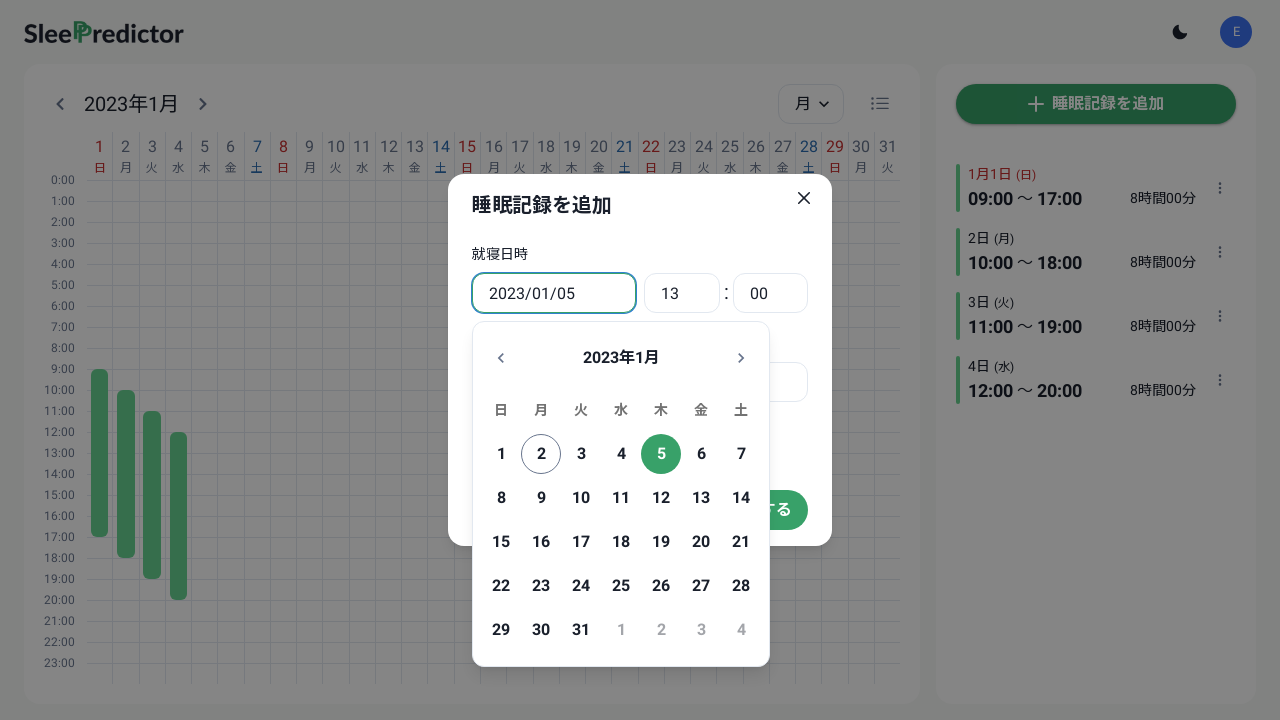 SleePredictor
E
2023年1月
月
1 2 3 4 5 6 7 8 9 10 11 12 13 14 15 16 17 18 19 20 21 22 23 24 25 26 27 28 29 30 31
日 月 火 水 木 金 土 日 月 火 水 木 金 土 日 月 火 水 木 金 土 日 月 火 水 木 金 土 日 月 火
0:00
1:00
2:00
3:00
4:00
5:00
6:00
7:00
8:00
9:00
10:00
11:00
12:00
13:00
14:00
15:00
16:00
17:00
18:00
19:00
20:00
21:00
22:00
23:00
睡眠記録を追加
就寝日時
2023/01/05 13 : 00
2023年1月
日 月 火 水 木 金 土
1 2 3 4 5 6 7
8 9 10 11 12 13 14
15 16 17 18 19 20 21
22 23 24 25 26 27 28
29 30 31 1 2 3 4
する
睡眠記録を追加
1月1日 (日)
09:00 〜 17:00 8時間00分
2日 (月)
10:00 〜 18:00 8時間00分
3日 (火)
11:00 〜 19:00 8時間00分
4日 (水)
12:00 〜 20:00 8時間00分